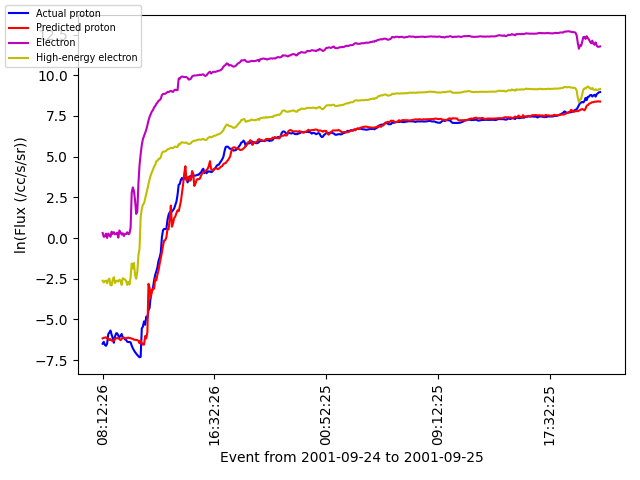 Actual proton
Predicted proton
Electron
High-energy electron
12.5
10.0
7.5
5.0
2.5
0.0
−2.5
−5.0
−7.5
ln(Flux (/cc/s/sr))
08:12:26
16:32:26
00:52:25
09:12:25
17:32:25
Event from 2001-09-24 to 2001-09-25